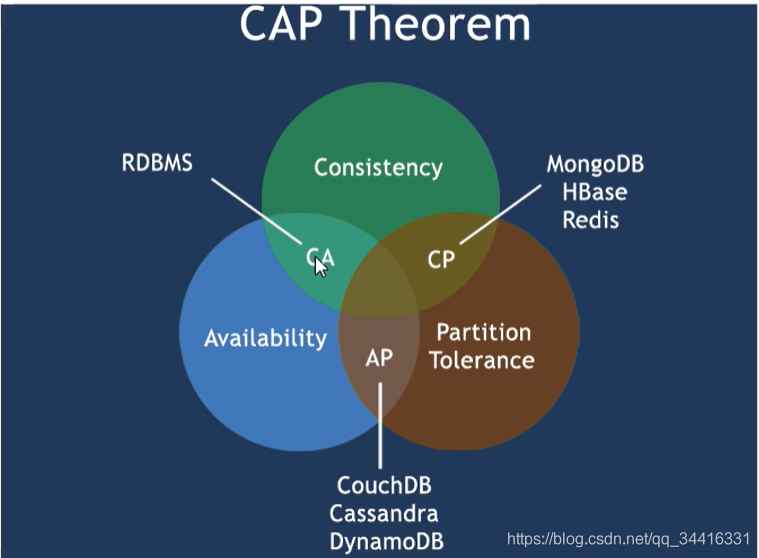 CAP Theorem
RDBMS
Consistency
MongoDB
HBase
Redis
CA
CP
Availability
Partition
Tolerance
AP
CouchDB
Cassandra
DynamoDB
https://blog.csdn.net/qq_34416331